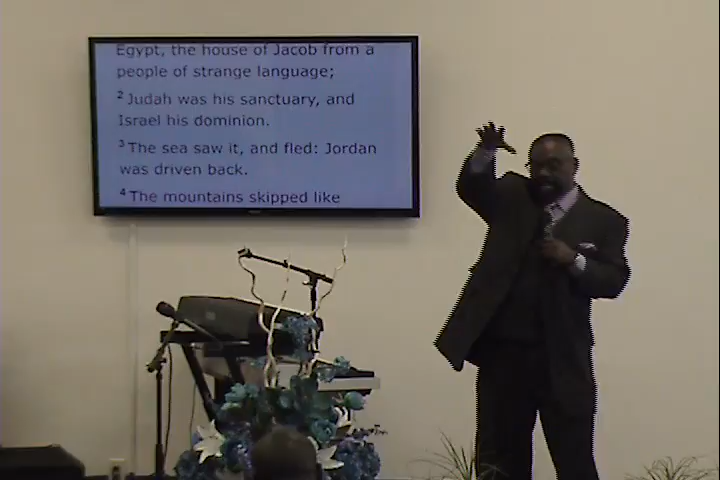 Egypt, the house of Jacob from a
people of strange language;
2 Judah was his sanctuary, and
Israel his dominion.
3 The sea saw it, and fled: Jordan
was driven back.
4 The mountains skipped like